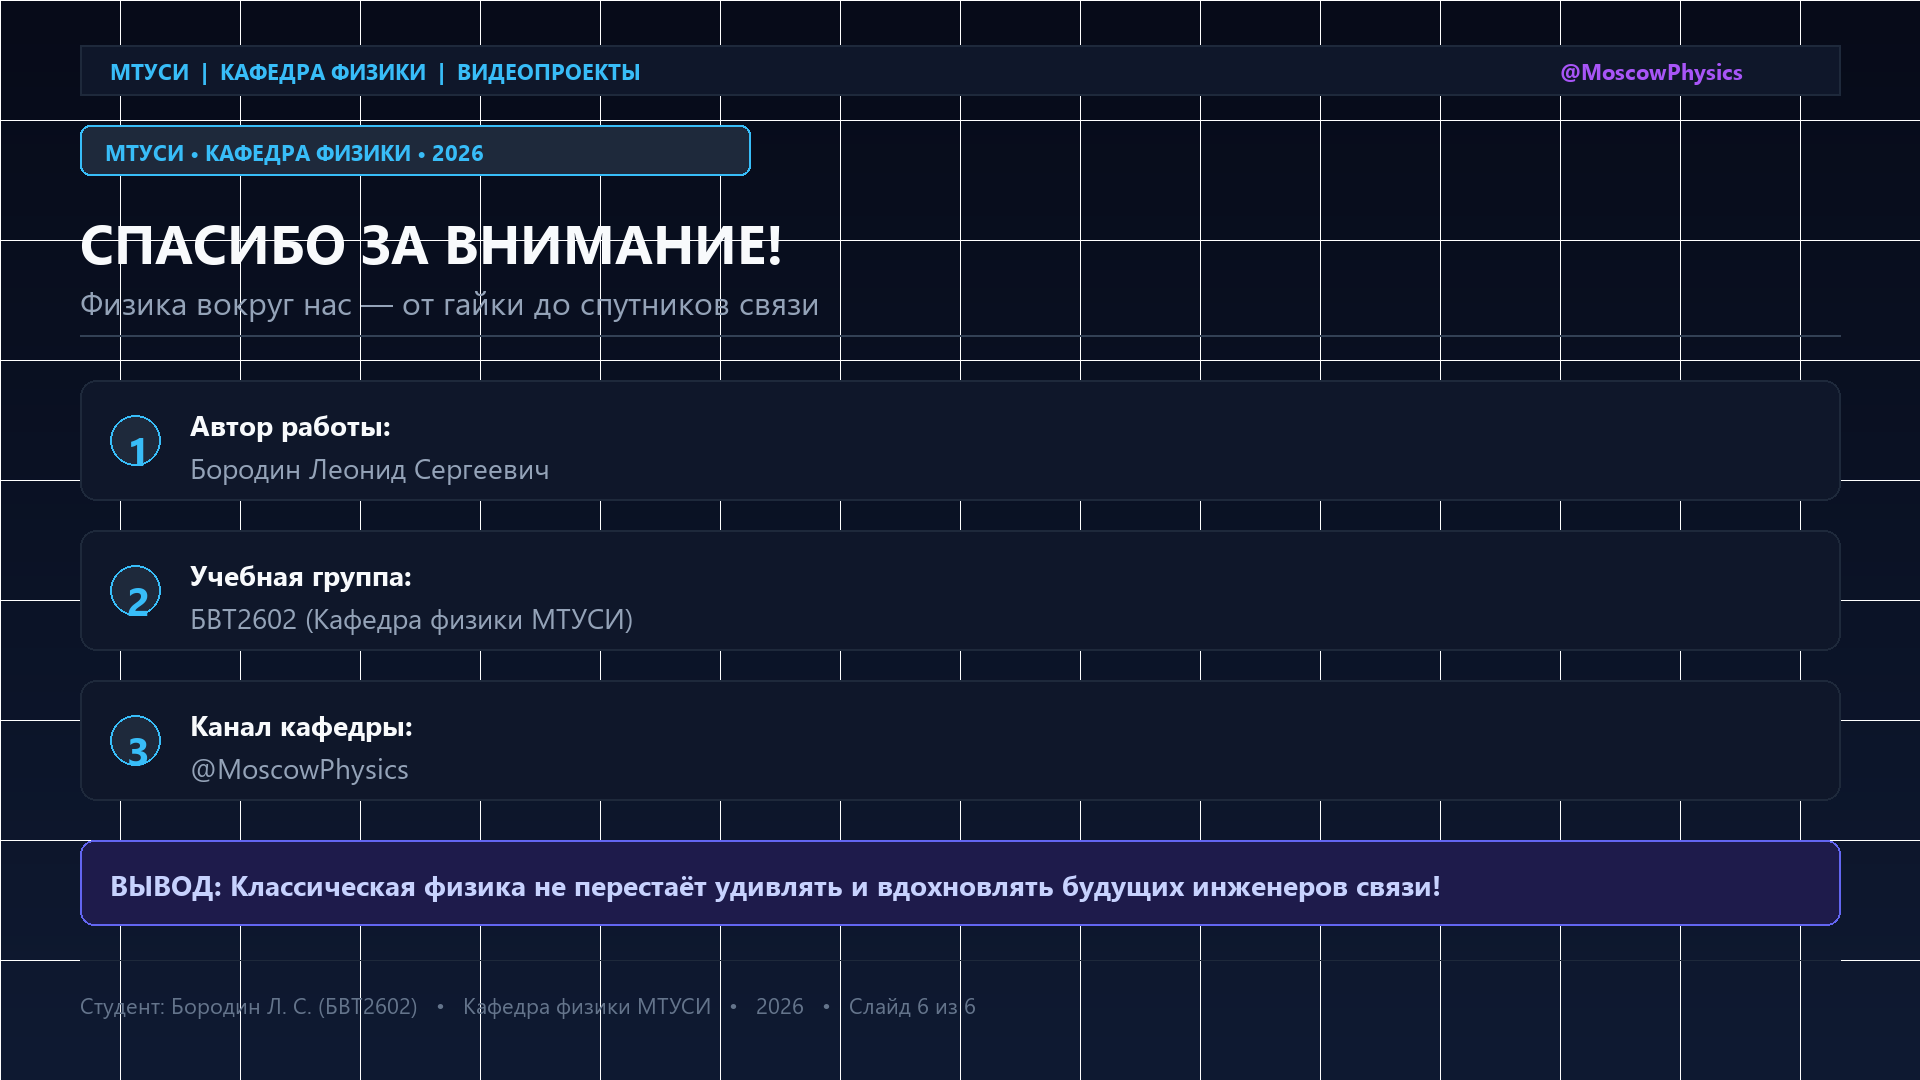 МТУСИ | КАФЕДРА ФИЗИКИ | ВИДЕОПРОЕКТЫ
@MoscowPhysics
МТУСИ • КАФЕДРА ФИЗИКИ • 2026
СПАСИБО ЗА ВНИМАНИЕ!
Физика вокруг нас — от гайки до спутников связи
1
Автор работы:
Бородин Леонид Сергеевич
2
Учебная группа:
БВТ2602 (Кафедра физики МТУСИ)
3
Канал кафедры:
@MoscowPhysics
ВЫВОД: Классическая физика не перестаёт удивлять и вдохновлять будущих инженеров связи!
Студент: Бородин Л. С. (БВТ2602) • Кафедра физики МТУСИ • 2026 • Слайд 6 из 6